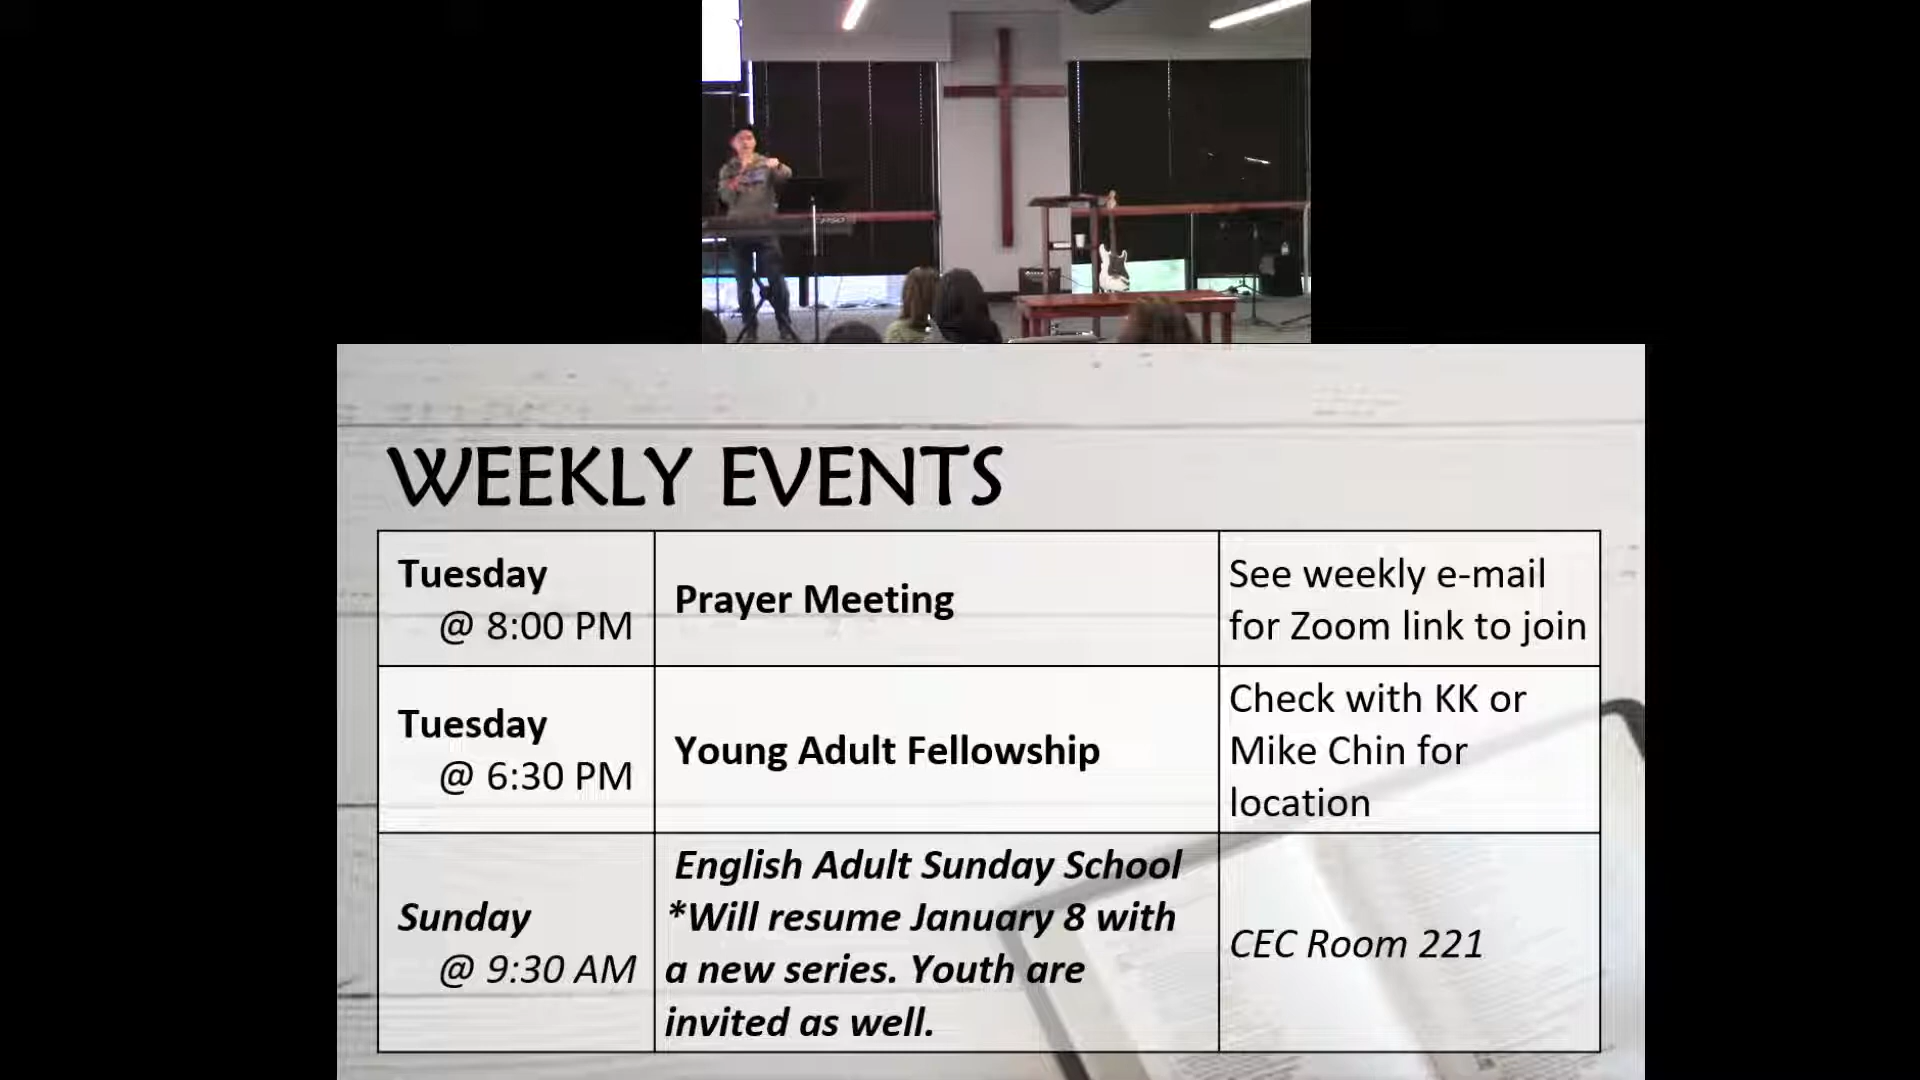 WEEKLY EVENTS
Tuesday
@ 8:00 PM
Prayer Meeting
See weekly e-mail
for Zoom link to join
Tuesday
@ 6:30 PM
Young Adult Fellowship
Check with KK or
Mike Chin for
location
Sunday
@ 9:30 AM
English Adult Sunday School
*Will resume January 8 with
a new series. Youth are
invited as well.
CEC Room 221